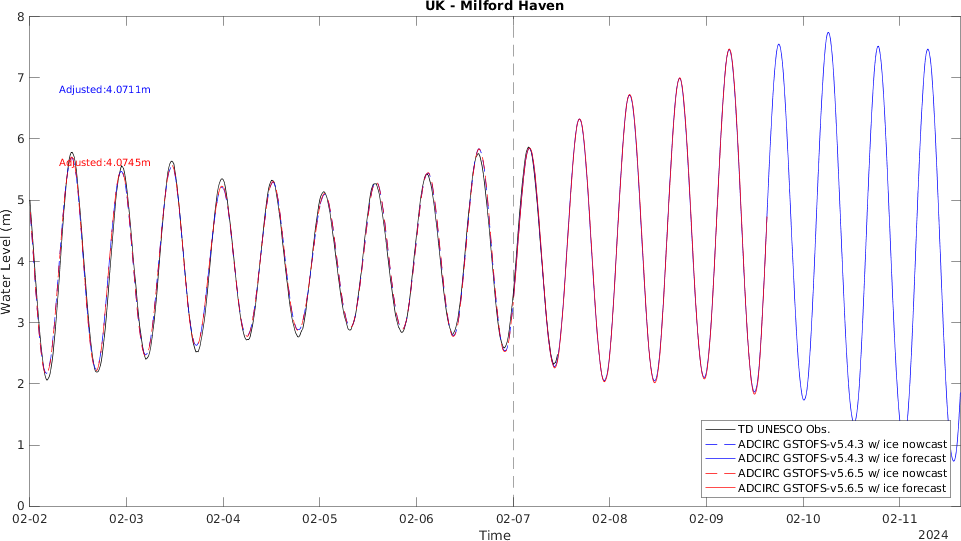 UK - Milford Haven
8
7
6
5
4
3
2
1
0
Water Level (m)
Adjusted:4.0711m
Adjusted:4.0745m
TD UNESCO Obs.
ADCIRC GSTOFS-v5.4.3 w/ ice nowcast
ADCIRC GSTOFS-v5.4.3 w/ ice forecast
ADCIRC GSTOFS-v5.6.5 w/ ice nowcast
ADCIRC GSTOFS-v5.6.5 w/ ice forecast
02-02 02-03 02-04 02-05 02-06 02-07 02-08 02-09 02-10 02-11
Time
2024